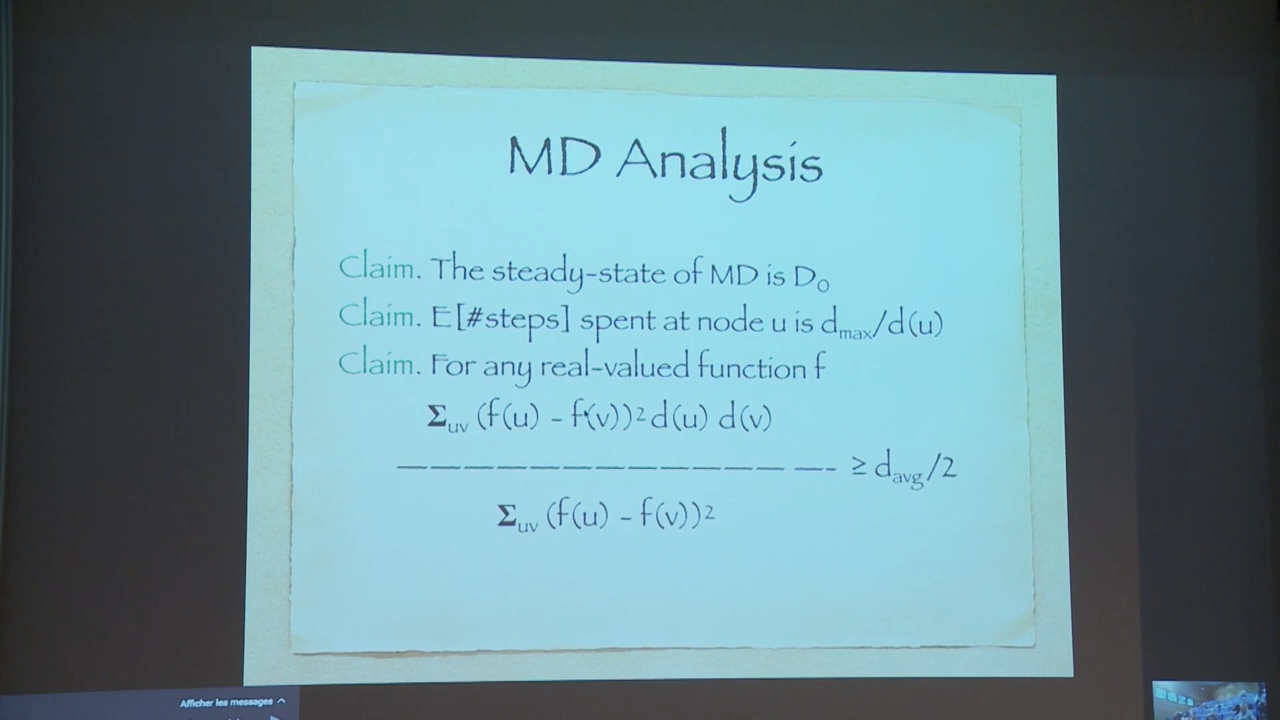 MD Analysis
Claim. The steady-state of MD is D₀
Claim. E[#steps] spent at node u is dₘₐₓ/d(u)
Claim. For any real-valued function f
Σᵤᵥ (f(u) - f(v))² d(u) d(v)
—————————————— ≥ d_avg/2
Σᵤᵥ (f(u) - f(v))²
Afficher les messages